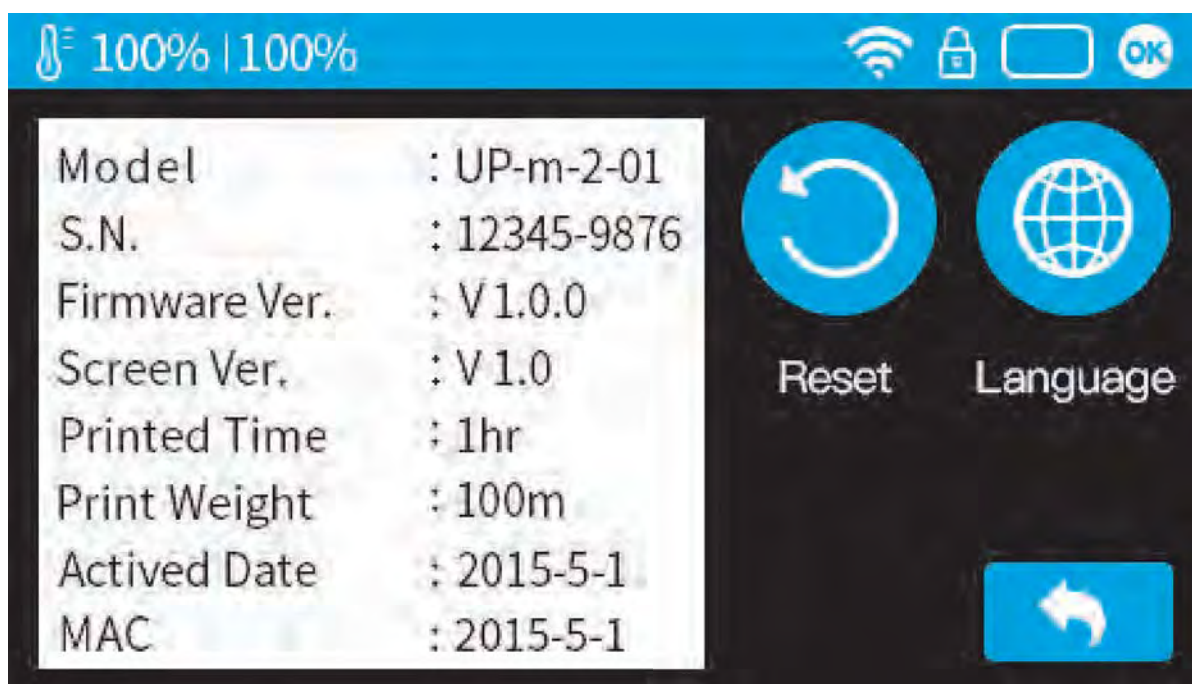 100% | 100%
OK
Model : UP-m-2-01
S.N. : 12345-9876
Firmware Ver. : V 1.0.0
Screen Ver. : V 1.0
Printed Time : 1hr
Print Weight : 100m
Actived Date : 2015-5-1
MAC : 2015-5-1
Reset
Language